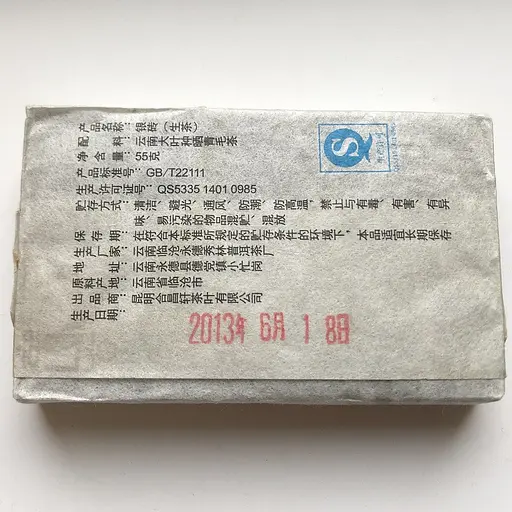 产品名称：银砖（生茶）
配 料：云南大叶种晒青毛茶
净 含 量：55克
产品标准号：GB/T22111
生产许可证号：QS5335 1401 0985
贮存方式：清洁、避光、通风、防潮、防高温，禁止与有毒、有害、有异
味、易污染的物品混贮、混放
保 存 期：在符合本标准所规定的贮存条件的环境下，本品适宜长期保存
生产厂家：云南临沧永德秀林普洱茶厂
地 址：云南永德县德党镇小忙岗
原料产地：云南省临沧市
出 品 商：昆明合昌轩茶叶有限公司
生产日期：
2013年 6月 1 8日